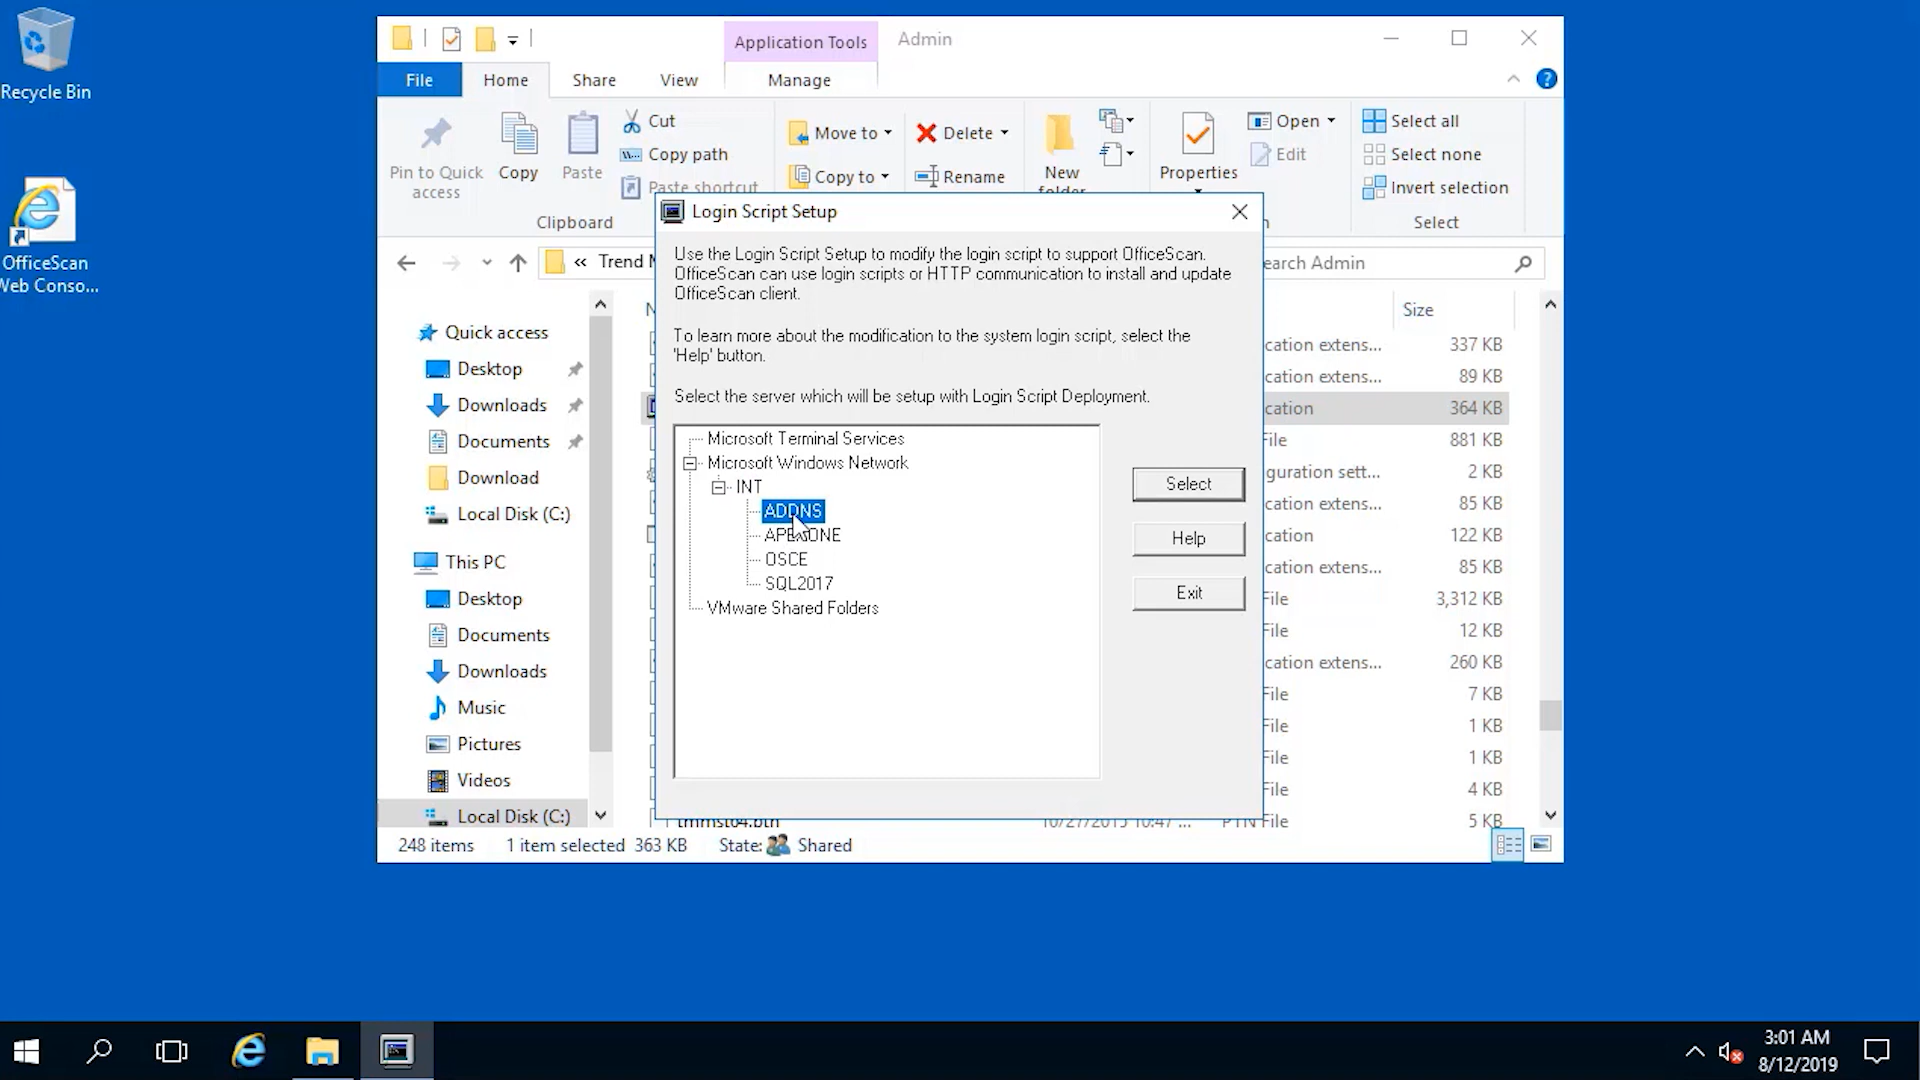 Recycle Bin
OfficeScan
Web Conso...
Application Tools
Admin
File
Home
Share
View
Manage
Pin to Quick
access
Copy
Paste
Cut
Copy path
Paste shortcut
Clipboard
Move to
Copy to
Delete
Rename
New
folder
Properties
Open
Edit
Select all
Select none
Invert selection
Select
« Trend M
earch Admin
Quick access
Desktop
Downloads
Documents
Download
Local Disk (C:)
This PC
Desktop
Documents
Downloads
Music
Pictures
Videos
Local Disk (C:)
Login Script Setup
Use the Login Script Setup to modify the login script to support OfficeScan.
OfficeScan can use login scripts or HTTP communication to install and update
OfficeScan client.
To learn more about the modification to the system login script, select the
'Help' button.
Select the server which will be setup with Login Script Deployment.
Microsoft Terminal Services
Microsoft Windows Network
INT
ADDNS
OSCE
SQL2017
VMware Shared Folders
Select
Help
Exit
Size
cation extens... 337 KB
cation extens... 89 KB
cation 364 KB
File 881 KB
guration sett... 2 KB
cation extens... 85 KB
cation 122 KB
cation extens... 85 KB
File 3,312 KB
File 12 KB
cation extens... 260 KB
File 7 KB
File 1 KB
File 1 KB
File 4 KB
File 5 KB
248 items 1 item selected 363 KB State: Shared
3:01 AM
8/12/2019